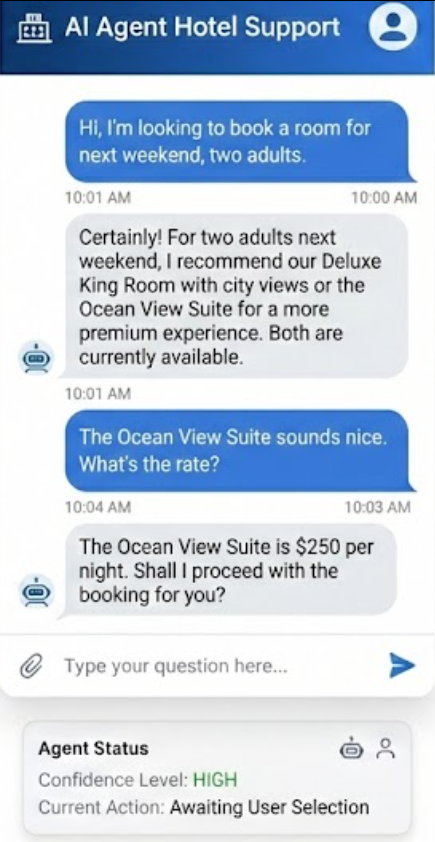 AI Agent Hotel Support
Hi, I'm looking to book a room for
next weekend, two adults.
10:01 AM 10:00 AM
Certainly! For two adults next
weekend, I recommend our Deluxe
King Room with city views or the
Ocean View Suite for a more
premium experience. Both are
currently available.
10:01 AM
The Ocean View Suite sounds nice.
What's the rate?
10:04 AM 10:03 AM
The Ocean View Suite is $250 per
night. Shall I proceed with the
booking for you?
Type your question here...
Agent Status
Confidence Level: HIGH
Current Action: Awaiting User Selection